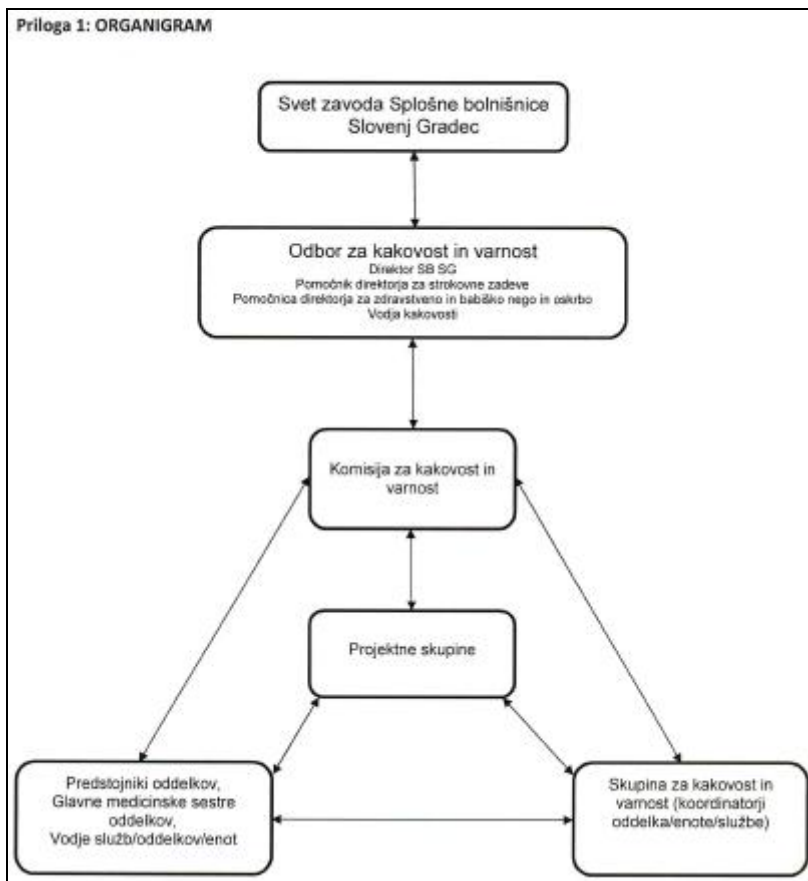 Priloga 1: ORGANIGRAM
Svet zavoda Splošne bolnišnice
Slovenj Gradec
Odbor za kakovost in varnost
Direktor SB SG
Pomočnik direktorja za strokovne zadeve
Pomočnica direktorja za zdravstveno in babiško nego in oskrbo
Vodja kakovosti
Komisija za kakovost in
varnost
Projektne skupine
Predstojniki oddelkov,
Glavne medicinske sestre
oddelkov,
Vodje služb/oddelkov/enot
Skupina za kakovost in
varnost (koordinatorji
oddelka/enote/službe)